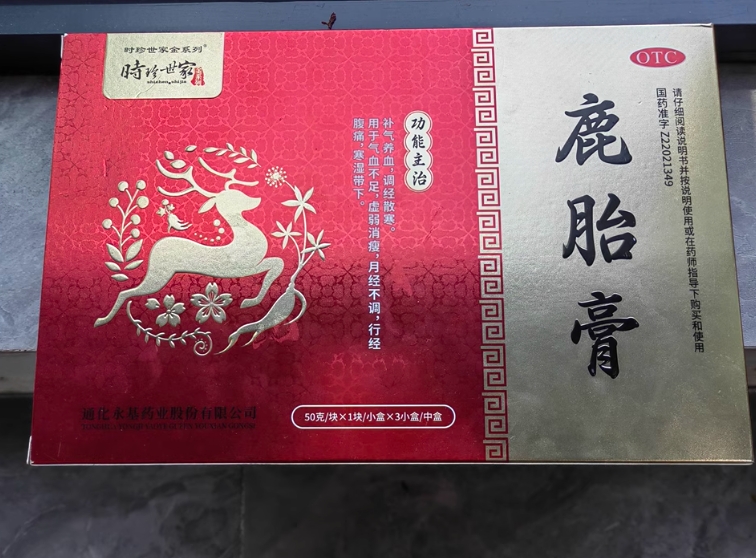 时珍世家金系列®
時珍世家
shizhen.shijia
功能主治
补气养血，调经散寒。
用于气血不足，虚弱消瘦，月经不调，行经
腹痛，寒湿带下。
通化永基药业股份有限公司
50克/块×1块/小盒×3小盒/中盒
OTC
请仔细阅读说明书并按说明使用或在药师指导下购买和使用
国药准字 Z22021349
鹿胎膏